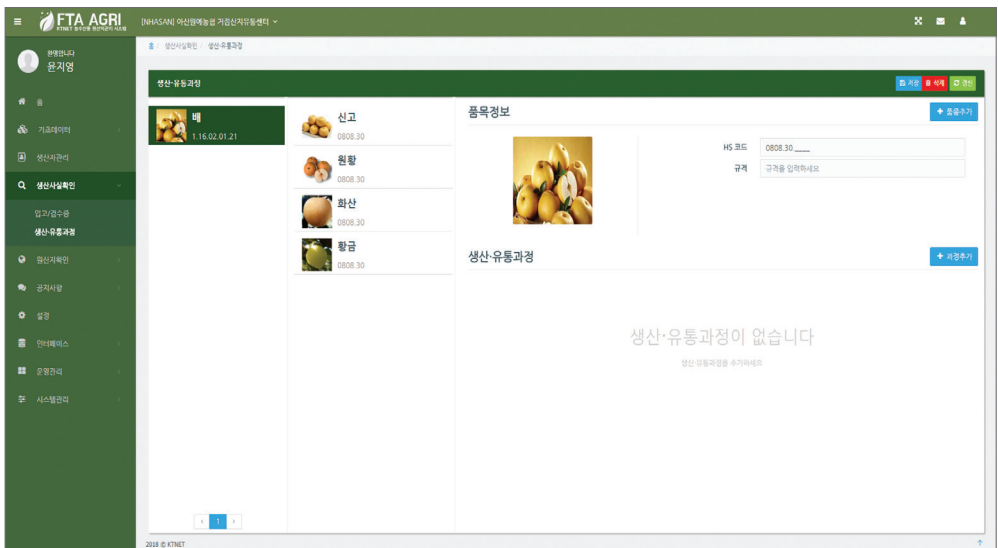 FTA AGRI
[NHASAN] 아산원예농협 거점산지유통센터
환영합니다
윤지영
홈
기초데이터
생산자관리
생산사실확인
입고/검수증
생산·유통과정
원산지확인
공지사항
설정
인터페이스
운영관리
시스템관리
생산사실확인 / 생산·유통과정
생산·유통과정
저장 삭제 갱신
배
1.16.02.01.21
신고
0808.30
원황
0808.30
화산
0808.30
황금
0808.30
< 1 >
품목정보
+ 품종추가
HS 코드 0808.30.____
규격 규격을 입력하세요
생산·유통과정
+ 과정추가
생산·유통과정이 없습니다
생산·유통과정을 추가하세요
2018 © KTNET